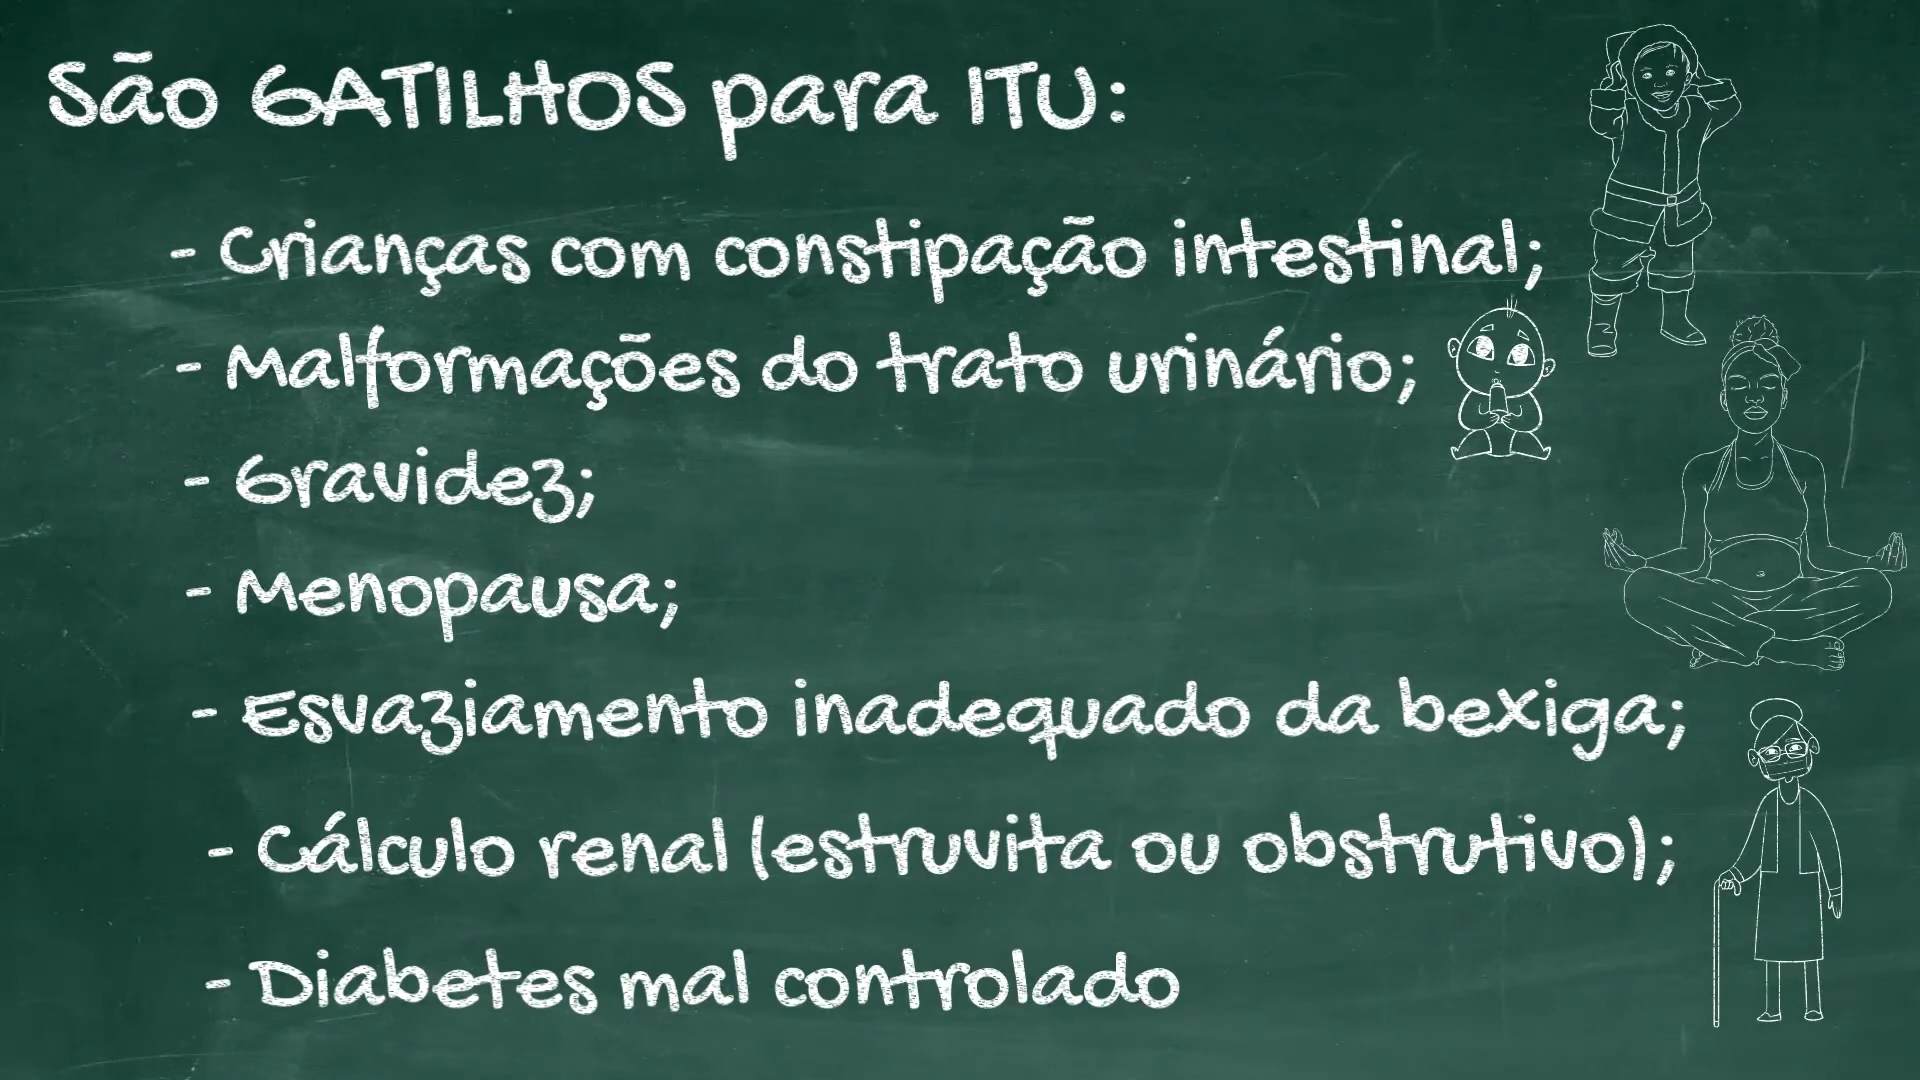 São GATILHOS para ITU:
- Crianças com constipação intestinal;
- Malformações do trato urinário;
- Gravidez;
- Menopausa;
- Esvaziamento inadequado da bexiga;
- Cálculo renal (estruvita ou obstrutivo);
- Diabetes mal controlado